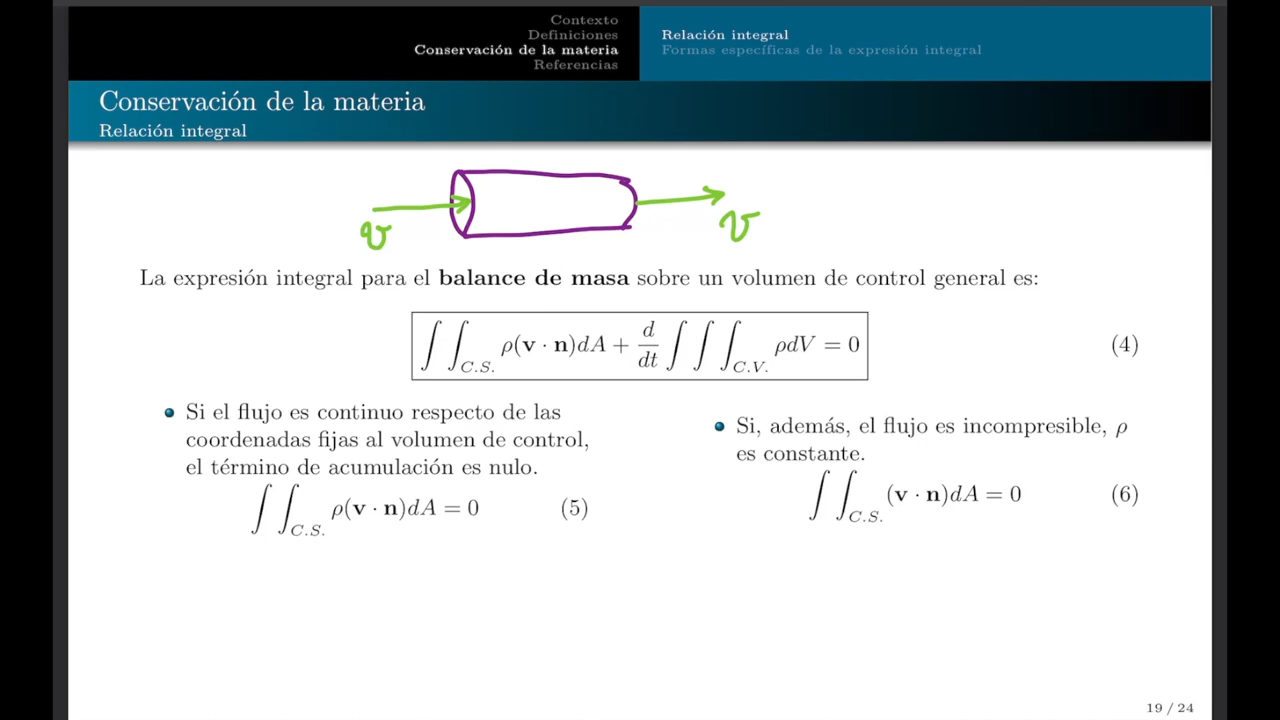 Contexto
Definiciones
Conservación de la materia
Referencias
Relación integral
Formas específicas de la expresión integral
Conservación de la materia
Relación integral
v v
La expresión integral para el balance de masa sobre un volumen de control general es:
∫∫_{C.S.} ρ(v · n)dA + d/dt ∫∫∫_{C.V.} ρdV = 0 (4)
Si el flujo es continuo respecto de las
coordenadas fijas al volumen de control,
el término de acumulación es nulo.
∫∫_{C.S.} ρ(v · n)dA = 0 (5)
Si, además, el flujo es incompresible, ρ
es constante.
∫∫_{C.S.} (v · n)dA = 0 (6)
19 / 24